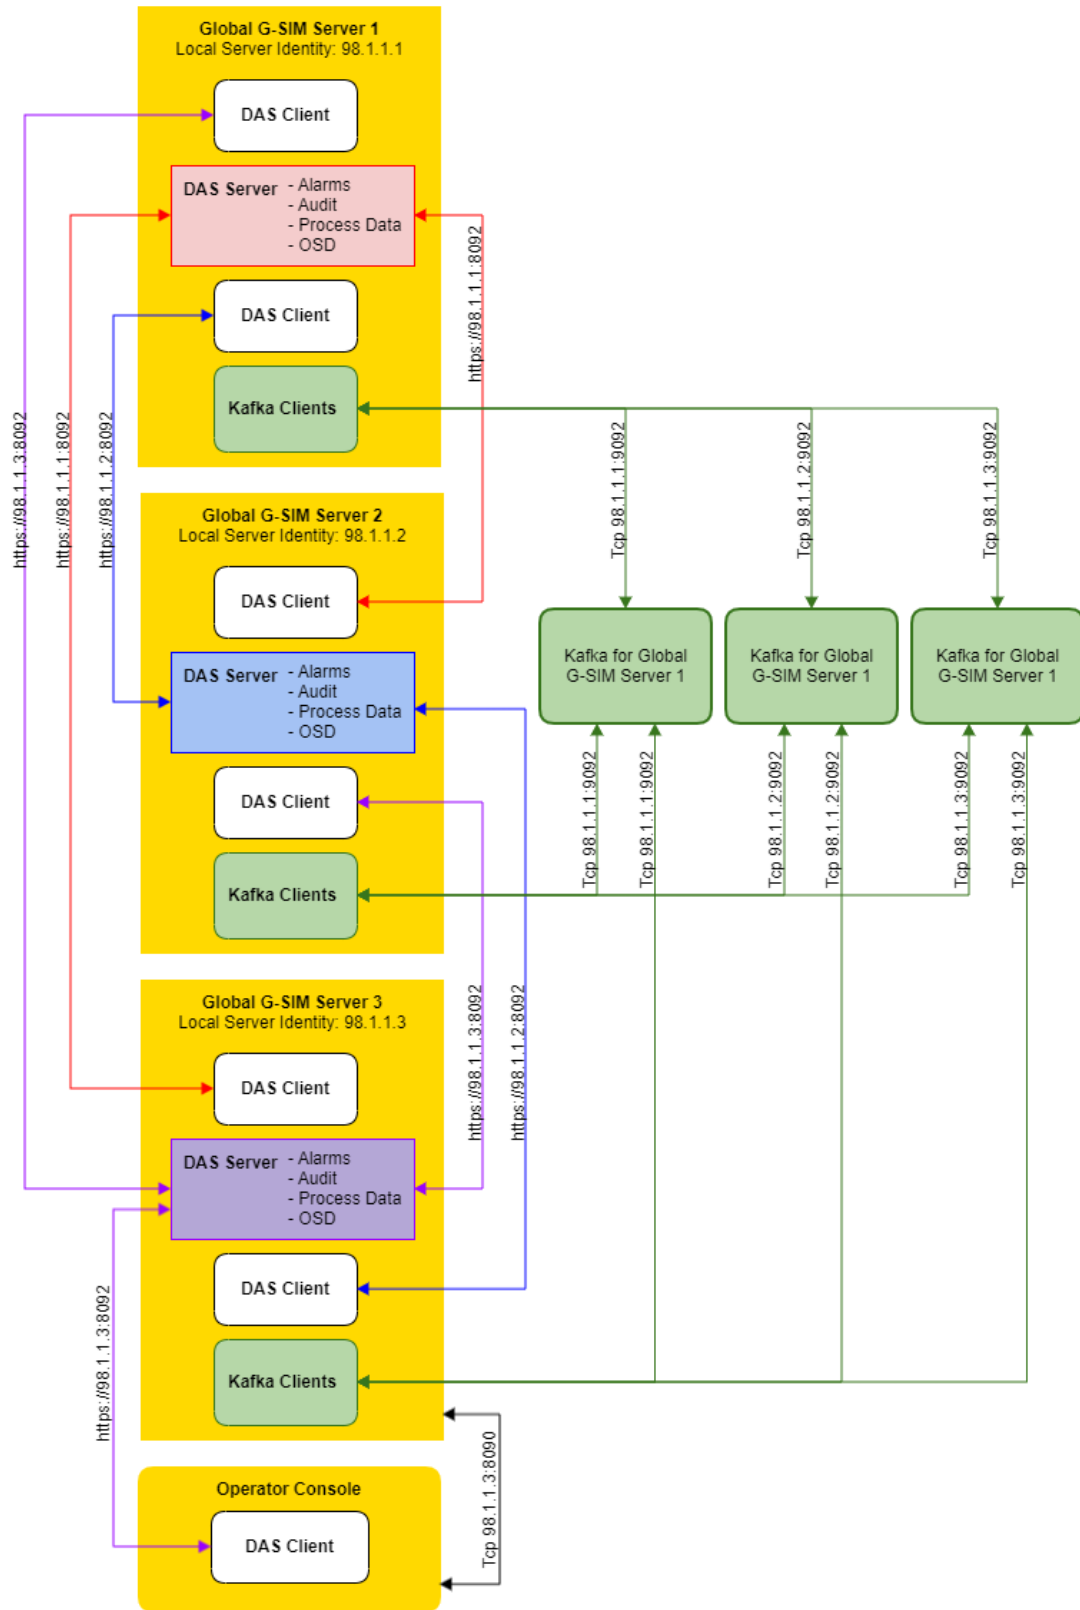 Global G-SIM Server 1
Local Server Identity: 98.1.1.1
DAS Client
DAS Server
- Alarms
- Audit
- Process Data
- OSD
DAS Client
Kafka Clients
https://98.1.1.3:8092
https://98.1.1.1:8092
https://98.1.1.2:8092
https://98.1.1.1:8092
Tcp 98.1.1.1:9092
Tcp 98.1.1.2:9092
Tcp 98.1.1.3:9092
Global G-SIM Server 2
Local Server Identity: 98.1.1.2
DAS Client
DAS Server
- Alarms
- Audit
- Process Data
- OSD
DAS Client
Kafka Clients
Kafka for Global
G-SIM Server 1
Kafka for Global
G-SIM Server 1
Kafka for Global
G-SIM Server 1
Tcp 98.1.1.1:9092
Tcp 98.1.1.1:9092
Tcp 98.1.1.2:9092
Tcp 98.1.1.2:9092
Tcp 98.1.1.3:9092
Tcp 98.1.1.3:9092
Global G-SIM Server 3
Local Server Identity: 98.1.1.3
DAS Client
DAS Server
- Alarms
- Audit
- Process Data
- OSD
DAS Client
Kafka Clients
https://98.1.1.3:8092
https://98.1.1.2:8092
https://98.1.1.3:8092
Tcp 98.1.1.3:8090
Operator Console
DAS Client